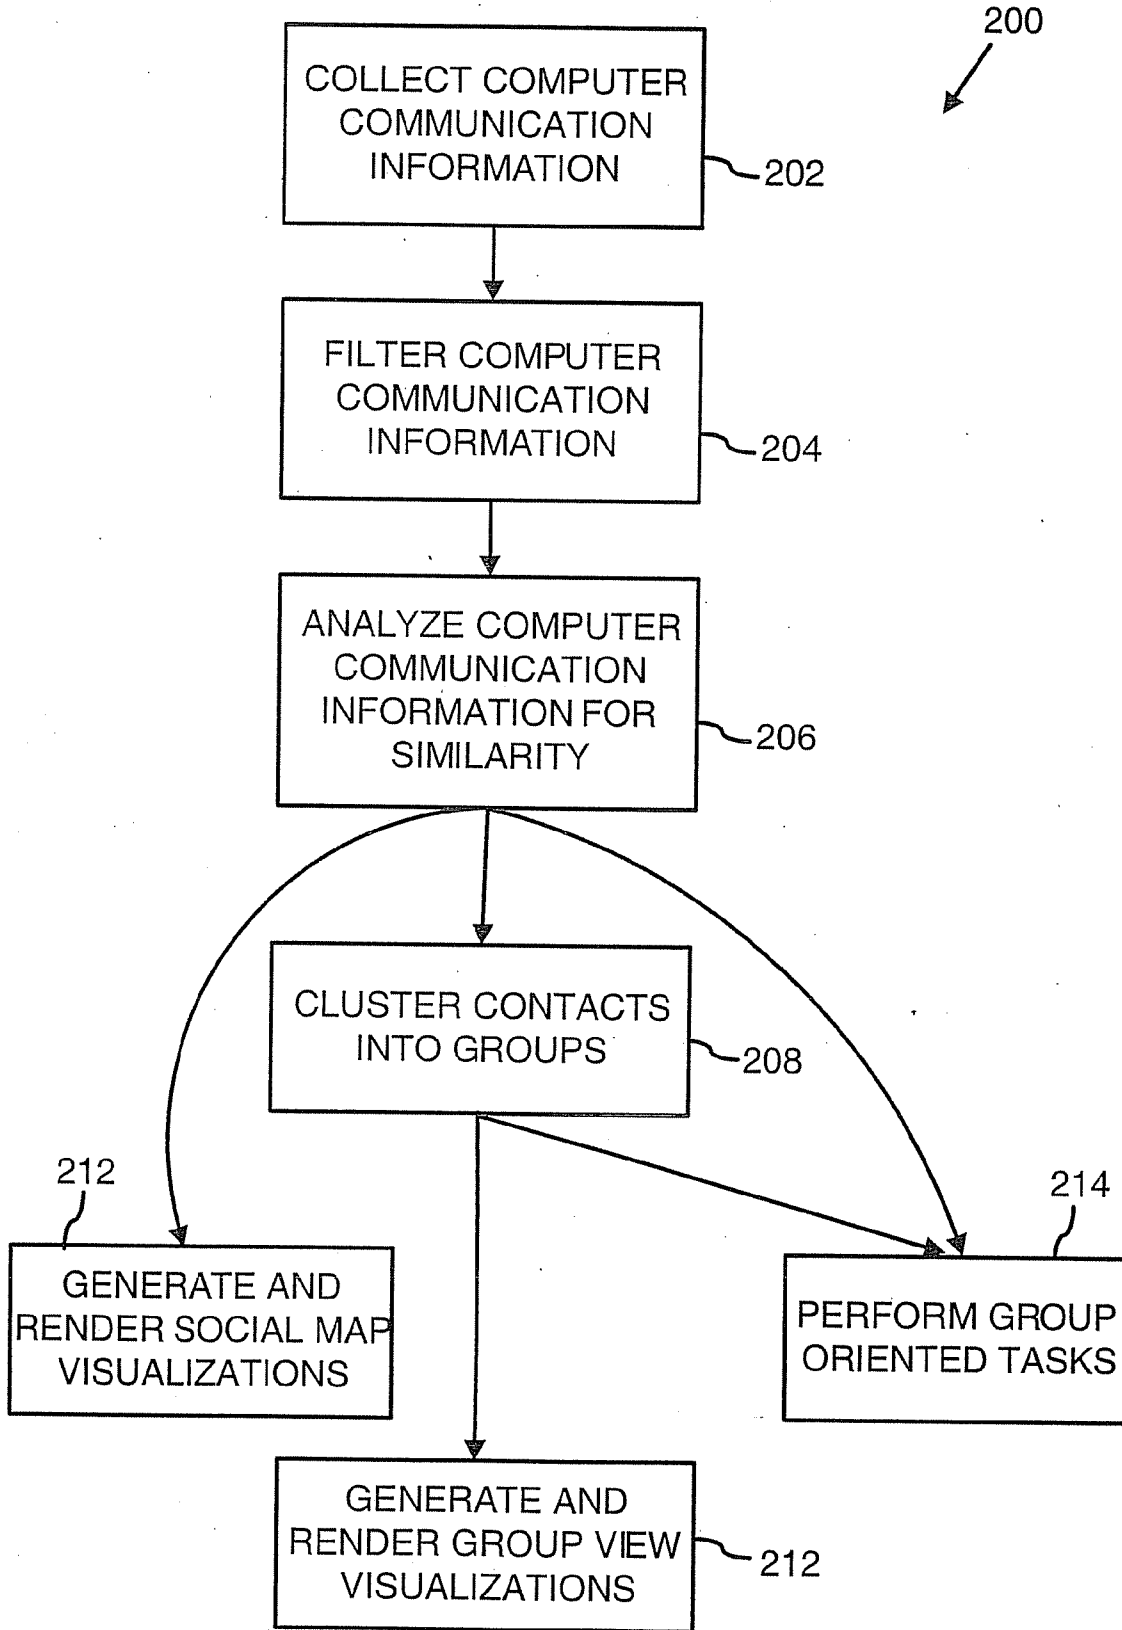 200
COLLECT COMPUTER
COMMUNICATION
INFORMATION
202
FILTER COMPUTER
COMMUNICATION
INFORMATION
204
ANALYZE COMPUTER
COMMUNICATION
INFORMATION FOR
SIMILARITY
206
CLUSTER CONTACTS
INTO GROUPS
208
212
GENERATE AND
RENDER SOCIAL MAP
VISUALIZATIONS
214
PERFORM GROUP
ORIENTED TASKS
GENERATE AND
RENDER GROUP VIEW
VISUALIZATIONS
212